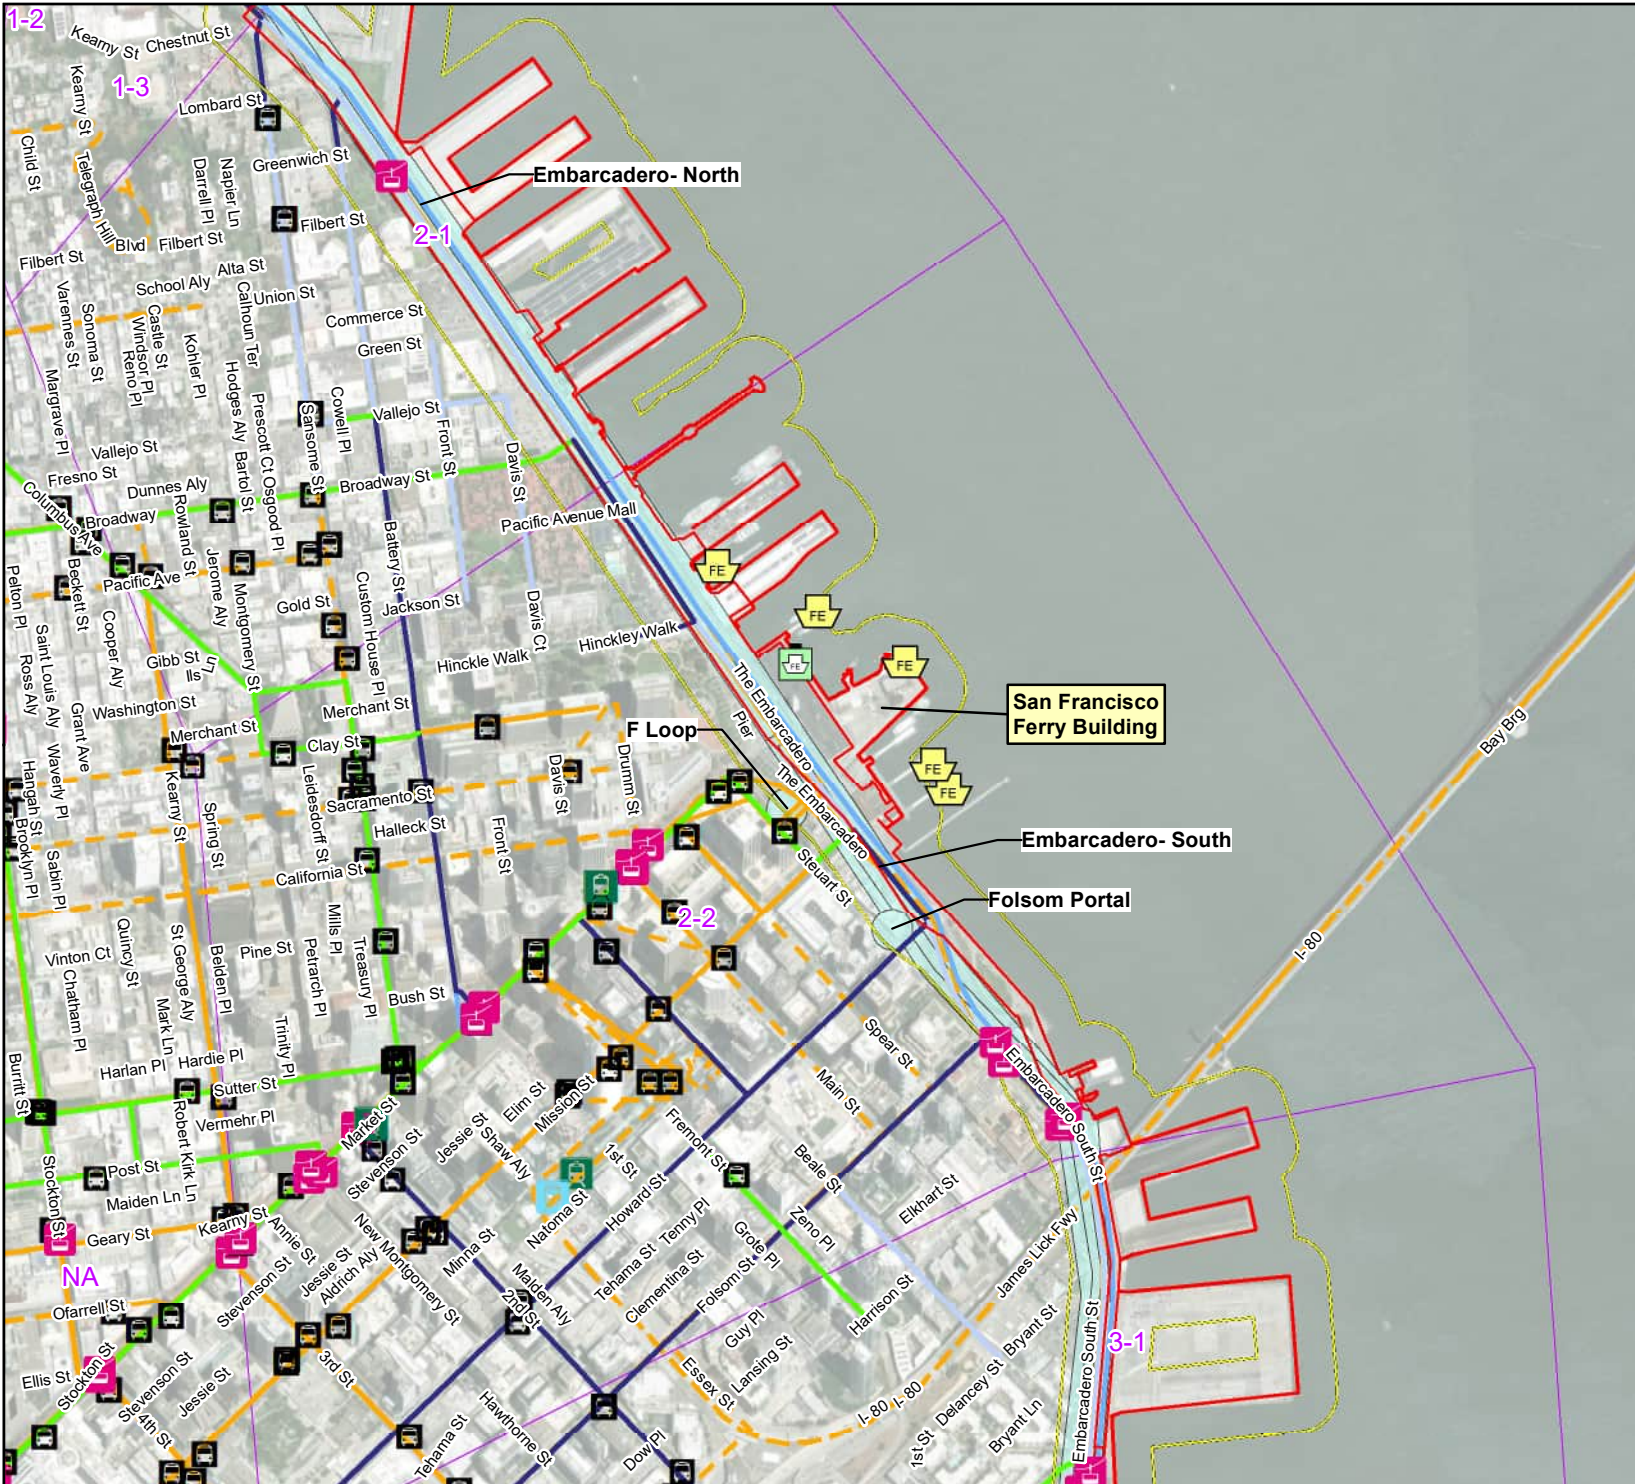 1-2
Kearny St
Chestnut St
1-3
Kearny St
Lombard St
Child St
Telegraph Hill
Blvd
Darrell Pl
Napier Ln
Greenwich St
Embarcadero- North
Filbert St
2-1
Filbert St
Filbert St
Alta St
School Aly
Union St
Calhoun Ter
Varennes St
Sonoma St
Castle St
Windsor Pl
Reno Pl
Kohler Pl
Commerce St
Green St
Margrave Pl
Hodges Aly
Prescott Ct
Cowell Pl
Vallejo St
Sansome St
Front St
Davis St
Vallejo St
Fresno St
Bartol St
Osgood Pl
Broadway St
Dunnes Aly
Rowland St
Columbus Ave
Broadway
Pacific Avenue Mall
Battery St
Pelton Pl
Beckett St
Pacific Ave
Jerome Aly
Montgomery St
Gold St
Custom House Pl
Jackson St
Davis Ct
FE
FE
FE
FE
Cooper Aly
Saint Louis Aly
Ross Aly
Gibb St
Ils Ln
Hinckle Walk
Hinckley Walk
San Francisco
Ferry Building
Grant Ave
Washington St
Merchant St
Merchant St
The Embarcadero
Pier
F Loop
Clay St
Waverly Pl
Hangah St
Kearny St
Spring St
Leidesdorff St
Sacramento St
Davis St
Drumm St
The Embarcadero
FE
FE
Bay Brg
Brooklyn Pl
Sabin Pl
Halleck St
Front St
California St
Steuart St
Embarcadero- South
Folsom Portal
2-2
Vinton Ct
Quincy St
St George Aly
Belden Pl
Pine St
Mills Pl
Petrarch Pl
Treasury Pl
I- 80
Chatham Pl
Mark Ln
Bush St
Trinity Pl
Harlan Pl
Hardie Pl
Burritt St
Sutter St
Vermehr Pl
Robert Kirk Ln
Market St
Stevenson St
Jessie St
Elim St
Mission St
S Shaw Aly
1st St
Fremont St
Main St
Spear St
Beale St
Embarcadero South St
Post St
Maiden Ln
Stockton St
Geary St
Kearny St
Annie St
Natoma St
Howard St
Elkhart St
Zeno Pl
Tenny Pl
Grote Pl
Minna St
New Montgomery St
Jessie St
Aldrich Aly
Stevenson St
Tehama St
Clementina St
Folsom St
Malden Aly
2nd St
James Lick Fwy
NA
Ofarrell St
Harrison St
Guy Pl
Lansing St
Bryant St
3-1
Embarcadero South St
Ellis St
Stockton St
Stevenson St
Jessie St
4th St
3rd St
Essex St
I- 80
I- 80
Delancey St
1st St
Bryant Ln
Hawthorne St
Tehama St
Dow Pl